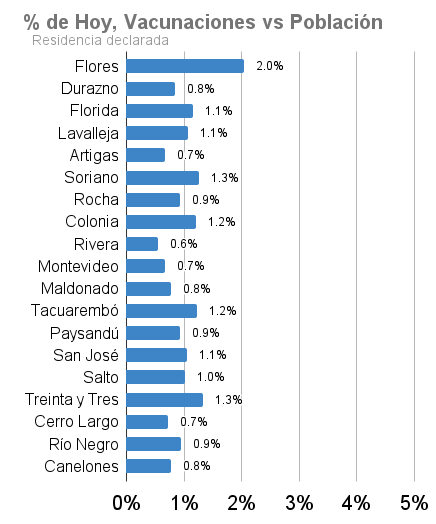 % de Hoy, Vacunaciones vs Población
Residencia declarada
Flores 2.0%
Durazno 0.8%
Florida 1.1%
Lavalleja 1.1%
Artigas 0.7%
Soriano 1.3%
Rocha 0.9%
Colonia 1.2%
Rivera 0.6%
Montevideo 0.7%
Maldonado 0.8%
Tacuarembó 1.2%
Paysandú 0.9%
San José 1.1%
Salto 1.0%
Treinta y Tres 1.3%
Cerro Largo 0.7%
Río Negro 0.9%
Canelones 0.8%
0% 1% 2% 3% 4% 5%